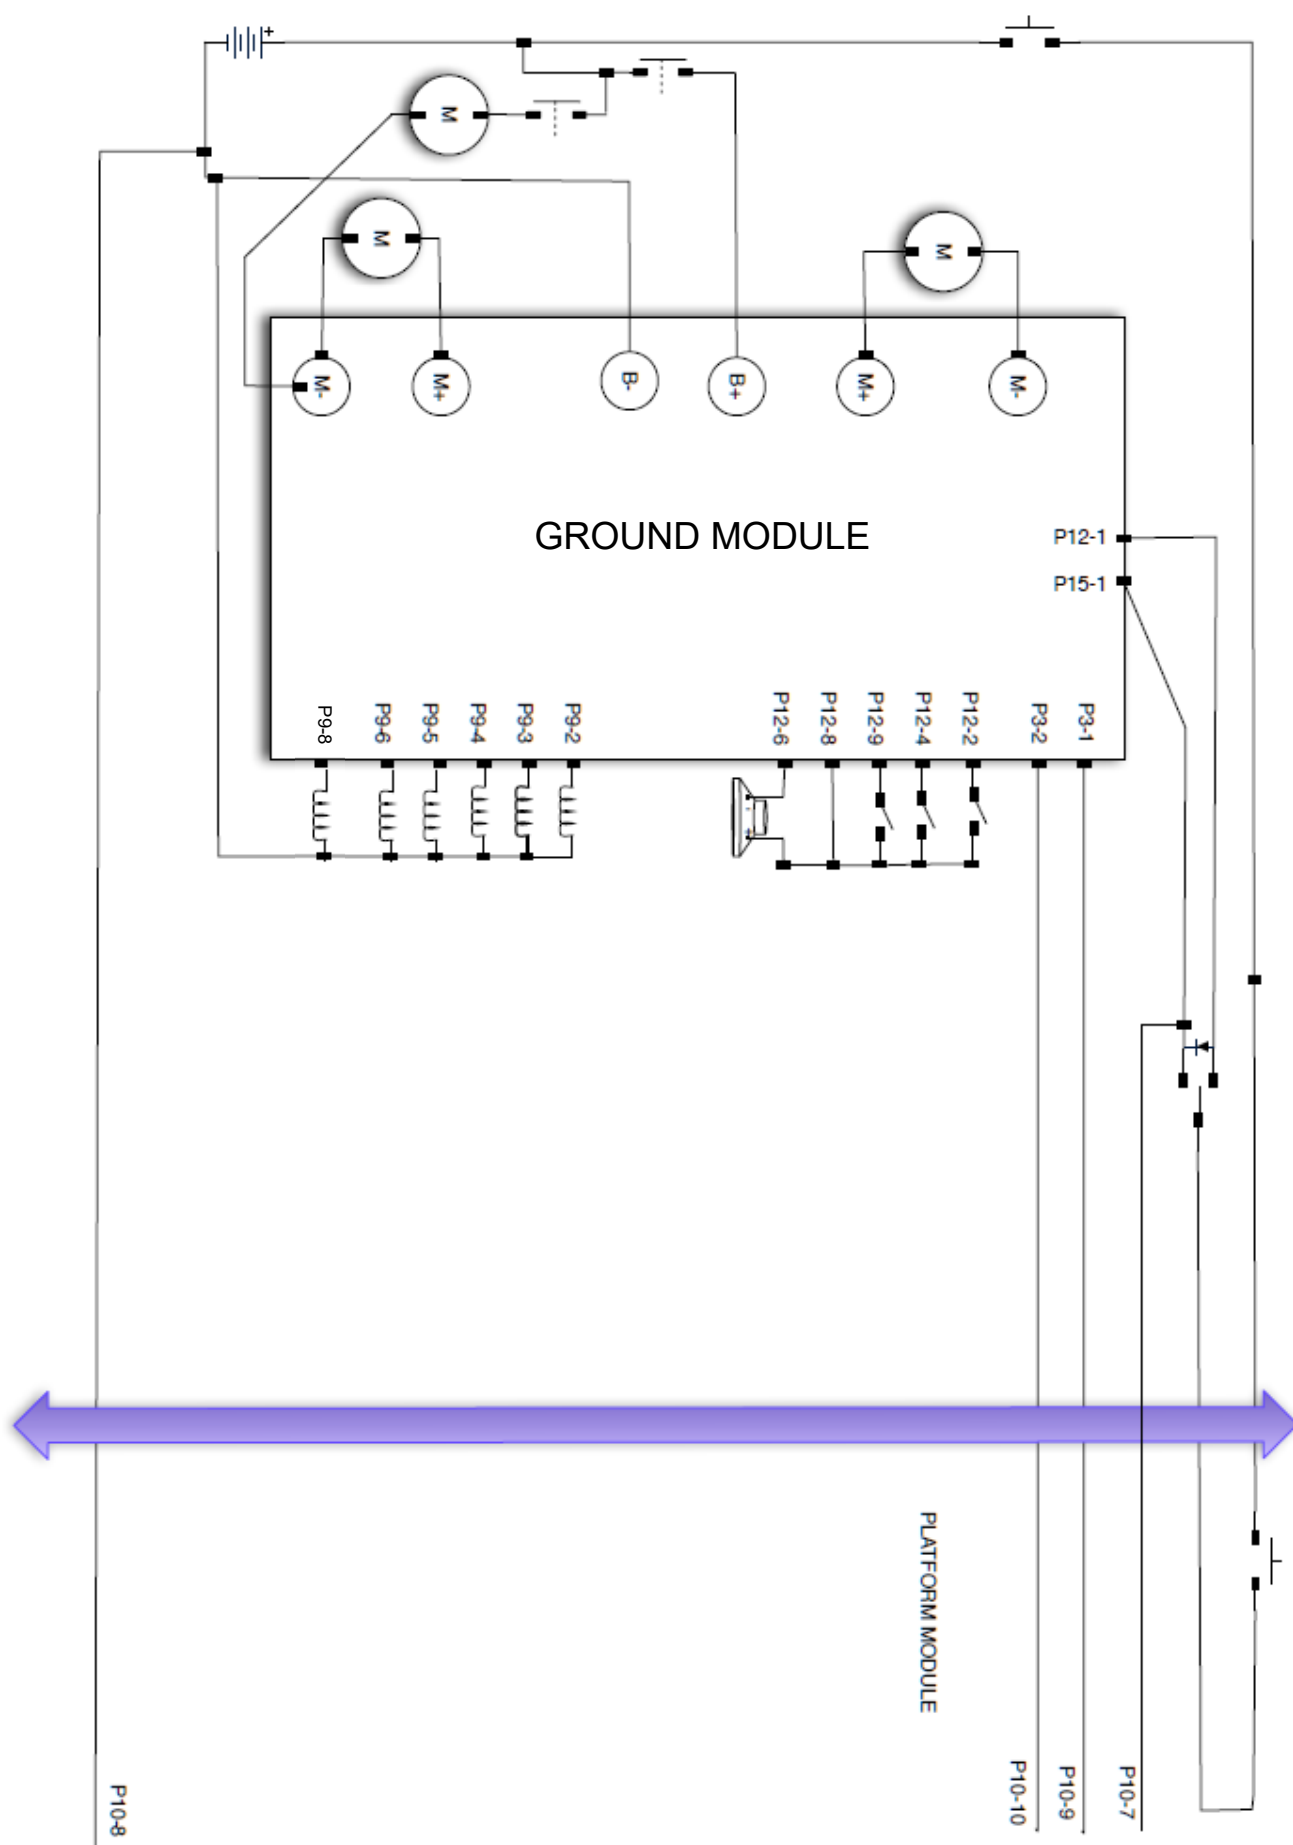 +
M
M
M
M-
M+
B-
B+
M+
M-
GROUND MODULE
P12-1
P15-1
P9-8
P9-6
P9-5
P9-4
P9-3
P9-2
P12-6
P12-8
P12-9
P12-4
P12-2
P3-2
P3-1
PLATFORM MODULE
P10-8
P10-10
P10-9
P10-7